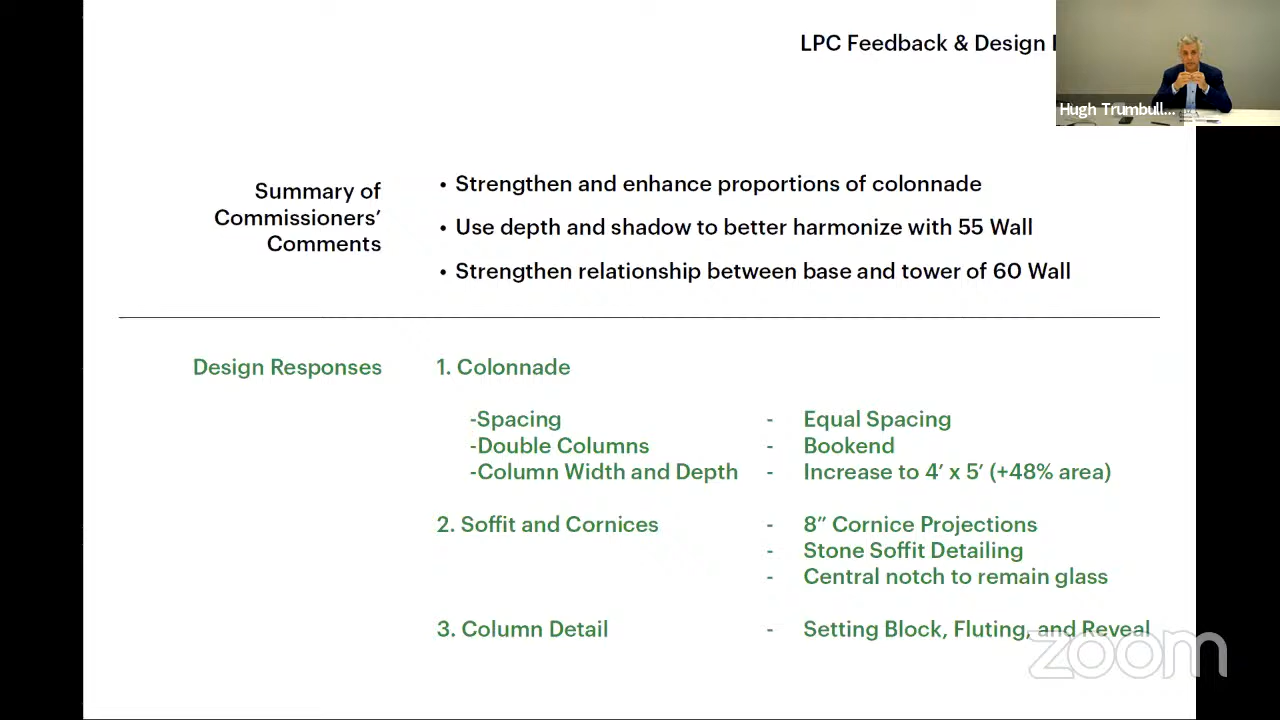 LPC Feedback & Design
Hugh Trumbull...
Summary of
Commissioners'
Comments
• Strengthen and enhance proportions of colonnade
• Use depth and shadow to better harmonize with 55 Wall
• Strengthen relationship between base and tower of 60 Wall
Design Responses
1. Colonnade
-Spacing - Equal Spacing
-Double Columns - Bookend
-Column Width and Depth - Increase to 4' x 5' (+48% area)
2. Soffit and Cornices - 8" Cornice Projections
- Stone Soffit Detailing
- Central notch to remain glass
3. Column Detail - Setting Block, Fluting, and Reveal
zoom